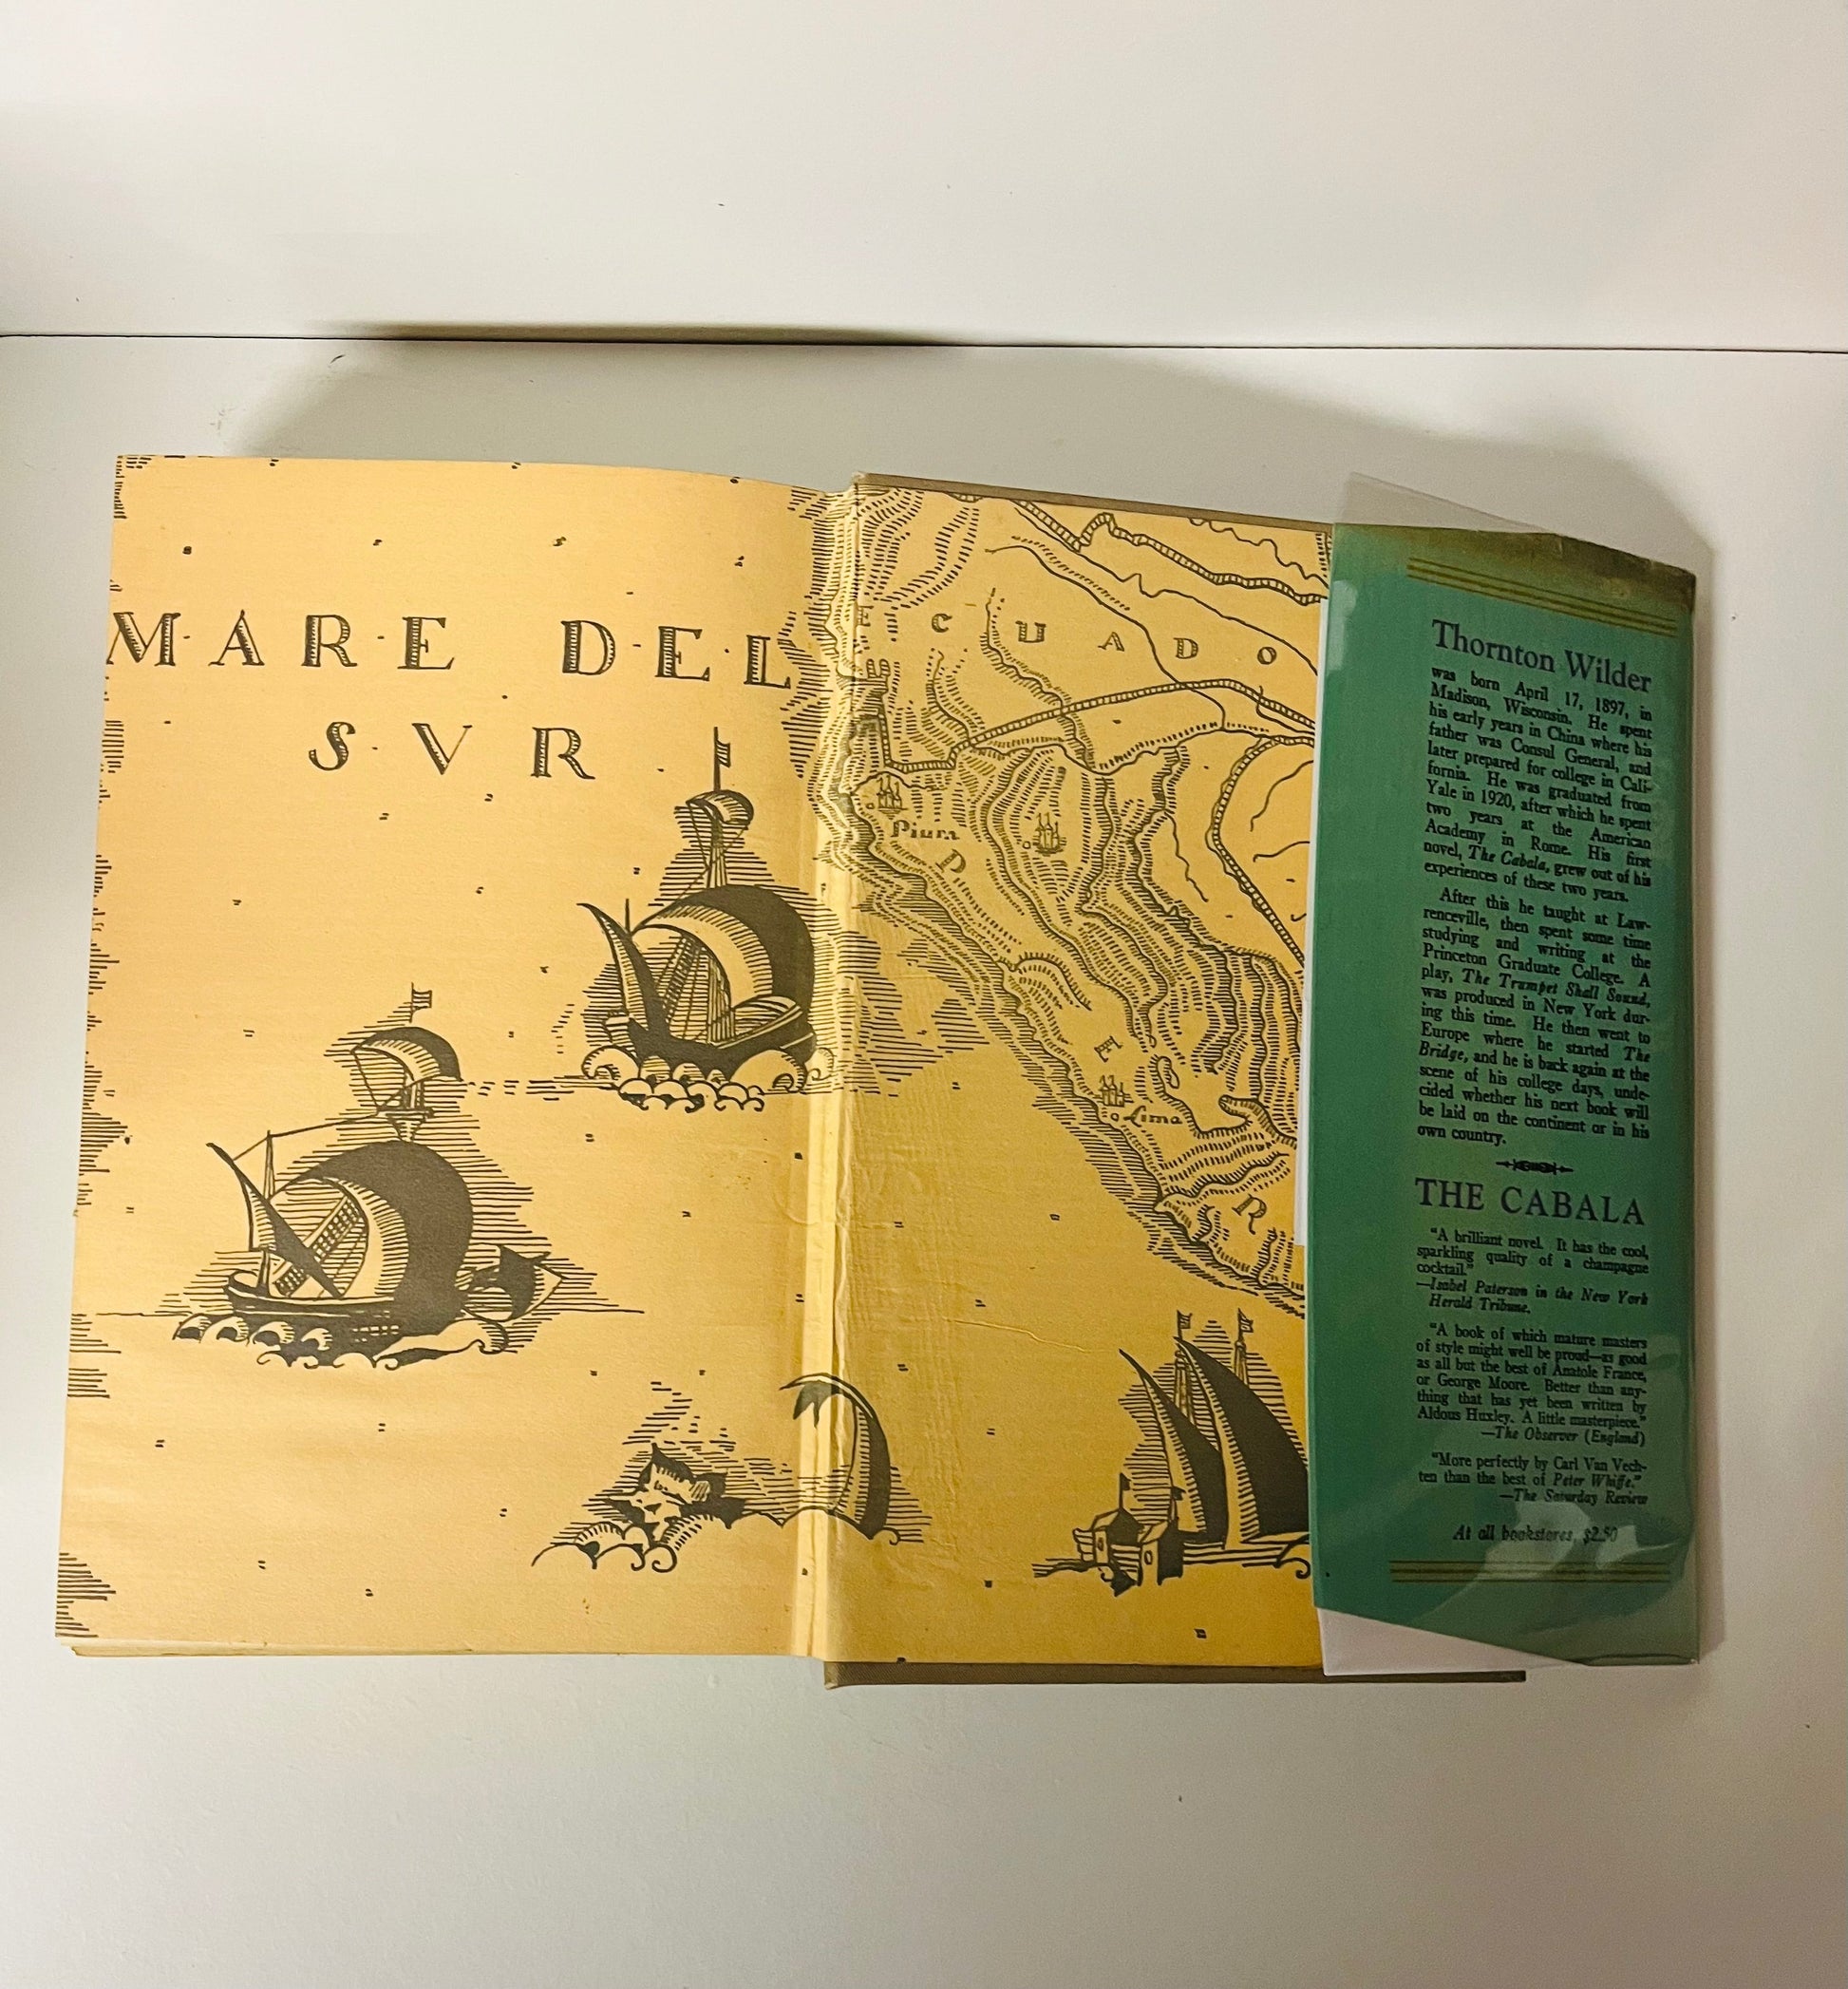 MARE DEL
SVR
ECUADO
Piura
P
E
Lima
R
Thornton Wilder
was born April 17, 1897, in
Madison, Wisconsin. He spent
his early years in China where his
father was Consul General, and
later prepared for college in Cali-
fornia. He was graduated from
Yale in 1920, after which he spent
two years at the American
Academy in Rome. His first
novel, The Cabala, grew out of his
experiences of these two years.
After this he taught at Law-
renceville, then spent some time
studying and writing at the
Princeton Graduate College. A
play, The Trumpet Shall Sound,
was produced in New York dur-
ing this time. He then went to
Europe where he started The
Bridge, and he is back again at the
scene of his college days, unde-
cided whether his next book will
be laid on the continent or in his
own country.
THE CABALA
"A brilliant novel. It has the cool,
sparkling quality of a champagne
cocktail."
—Isabel Paterson in the New York
Herald Tribune.
"A book of which mature masters
of style might well be proud—as good
as all but the best of Anatole France,
or George Moore. Better than any-
thing that has yet been written by
Aldous Huxley. A little masterpiece."
—The Observer (England)
"More perfectly by Carl Van Vech-
ten than the best of Peter Whiffe."
—The Saturday Review
At all bookstores, $2.50